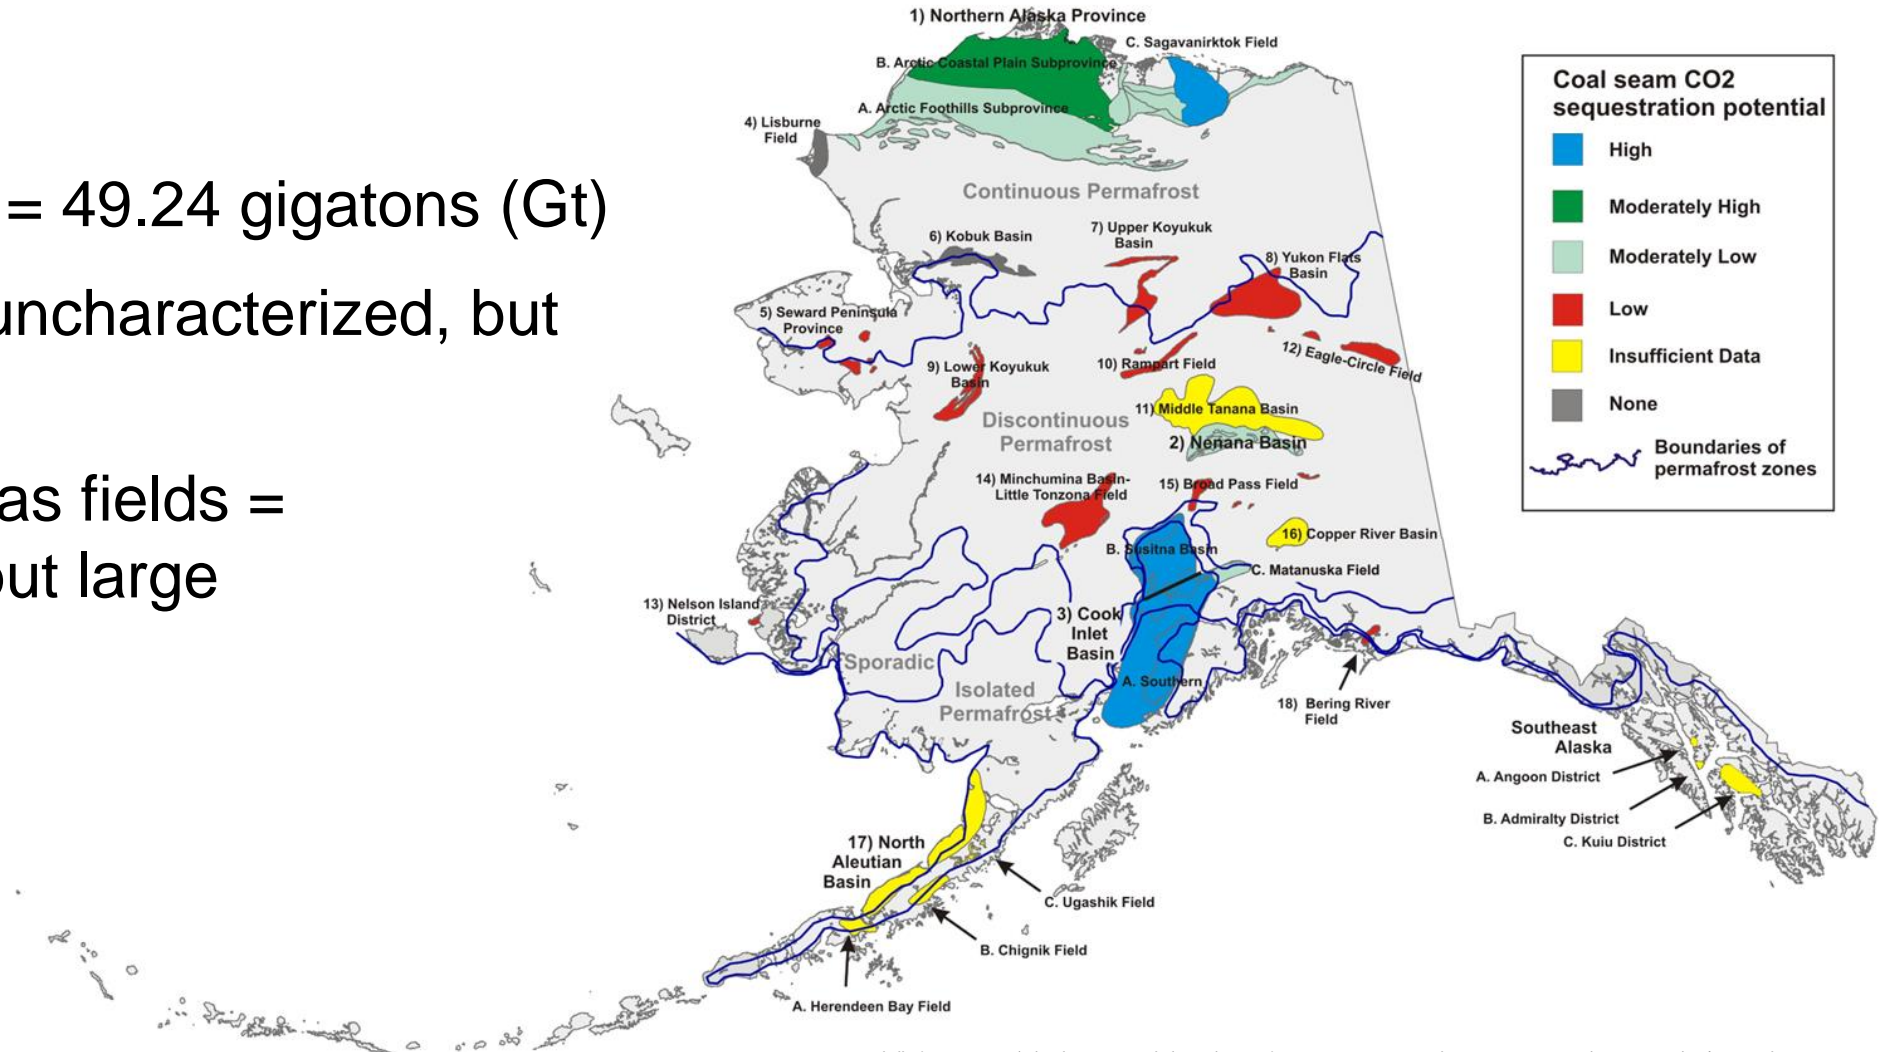 = 49.24 gigatons (Gt)
uncharacterized, but
as fields =
out large
1) Northern Alaska Province
C. Sagavanirktok Field
B. Arctic Coastal Plain Subprovince
A. Arctic Foothills Subprovince
4) Lisburne
Field
Continuous Permafrost
6) Kobuk Basin
7) Upper Koyukuk
Basin
8) Yukon Flats
Basin
5) Seward Peninsula
Province
9) Lower Koyukuk
Basin
10) Rampart Field
12) Eagle-Circle Field
11) Middle Tanana Basin
Discontinuous
Permafrost
2) Nenana Basin
14) Minchumina Basin-
Little Tonzona Field
15) Broad Pass Field
16) Copper River Basin
B. Susitna Basin
C. Matanuska Field
13) Nelson Island
District
3) Cook
Inlet
Basin
Sporadic
A. Southern
Isolated
Permafrost
18) Bering River
Field
Southeast
Alaska
A. Angoon District
B. Admiralty District
C. Kuiu District
17) North
Aleutian
Basin
C. Ugashik Field
B. Chignik Field
A. Herendeen Bay Field
Coal seam CO2
sequestration potential
High
Moderately High
Moderately Low
Low
Insufficient Data
None
Boundaries of
permafrost zones